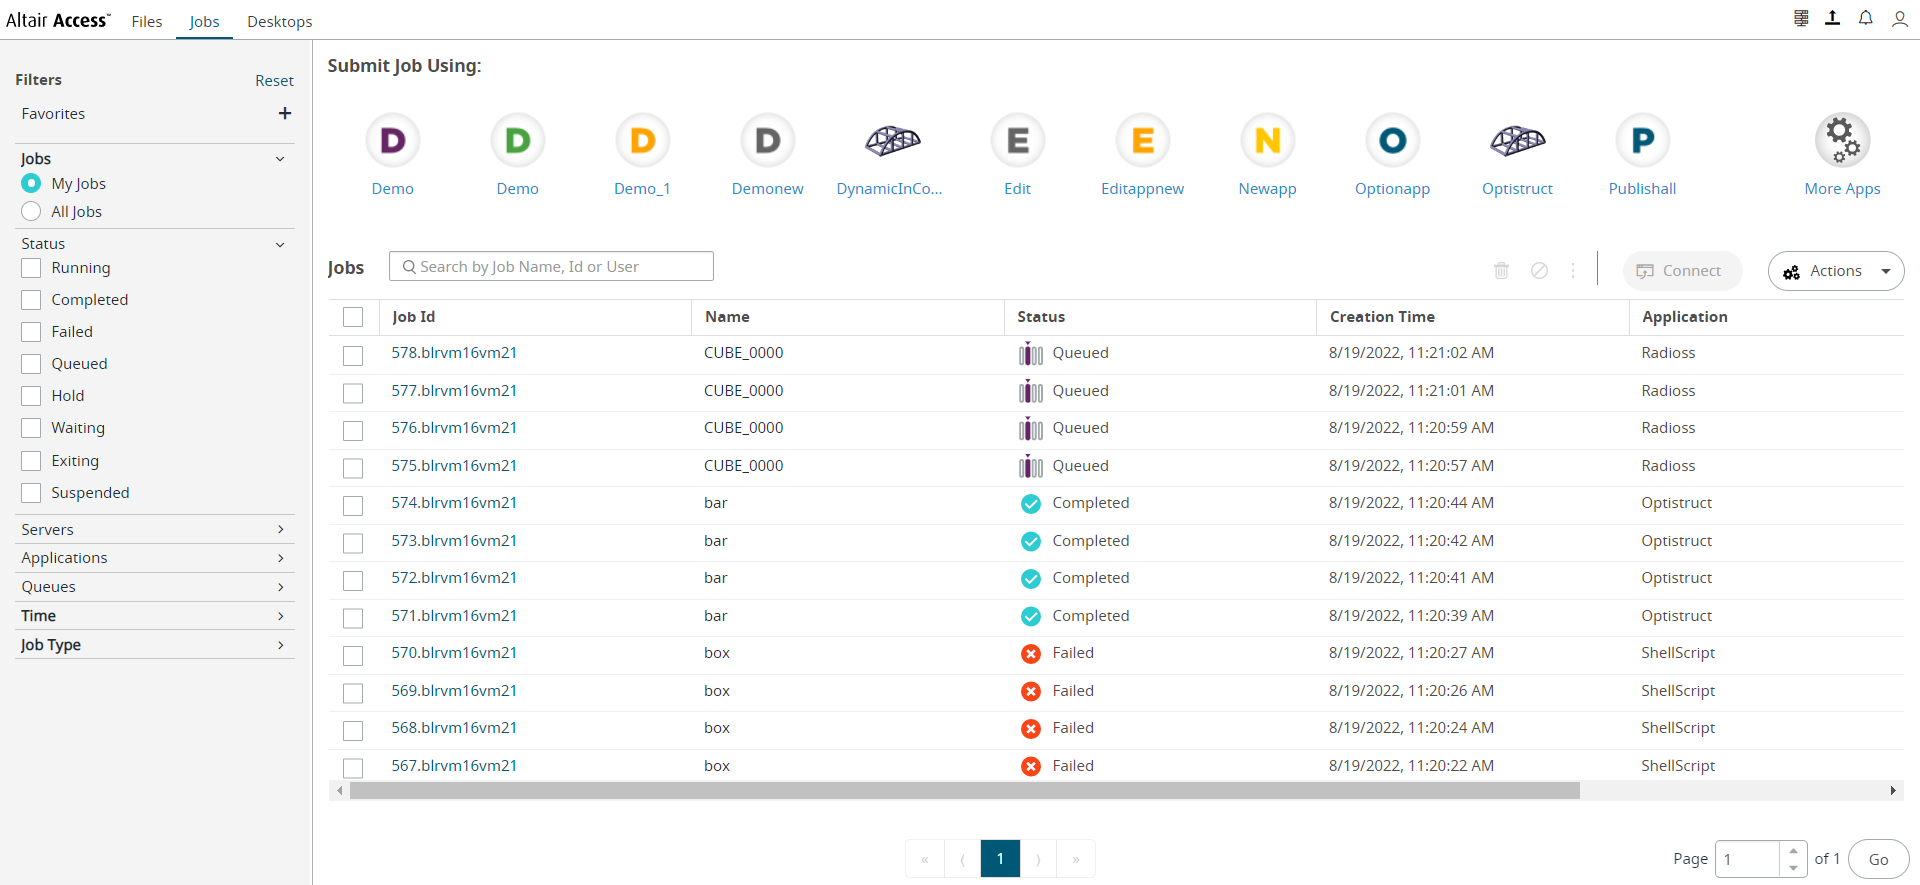 Altair Access™ Files Jobs Desktops
Filters Reset
Favorites +
Jobs
My Jobs
All Jobs
Status
Running
Completed
Failed
Queued
Hold
Waiting
Exiting
Suspended
Servers
Applications
Queues
Time
Job Type
Submit Job Using:
D D D D E E N O P
Demo Demo Demo_1 Demonew DynamicInCo... Edit Editappnew Newapp Optionapp Optistruct Publishall More Apps
Jobs Search by Job Name, Id or User Connect Actions
Job Id Name Status Creation Time Application
578.blrvm16vm21 CUBE_0000 Queued 8/19/2022, 11:21:02 AM Radioss
577.blrvm16vm21 CUBE_0000 Queued 8/19/2022, 11:21:01 AM Radioss
576.blrvm16vm21 CUBE_0000 Queued 8/19/2022, 11:20:59 AM Radioss
575.blrvm16vm21 CUBE_0000 Queued 8/19/2022, 11:20:57 AM Radioss
574.blrvm16vm21 bar Completed 8/19/2022, 11:20:44 AM Optistruct
573.blrvm16vm21 bar Completed 8/19/2022, 11:20:42 AM Optistruct
572.blrvm16vm21 bar Completed 8/19/2022, 11:20:41 AM Optistruct
571.blrvm16vm21 bar Completed 8/19/2022, 11:20:39 AM Optistruct
570.blrvm16vm21 box Failed 8/19/2022, 11:20:27 AM ShellScript
569.blrvm16vm21 box Failed 8/19/2022, 11:20:26 AM ShellScript
568.blrvm16vm21 box Failed 8/19/2022, 11:20:24 AM ShellScript
567.blrvm16vm21 box Failed 8/19/2022, 11:20:22 AM ShellScript
« ⟨ 1 ⟩ » Page 1 of 1 Go